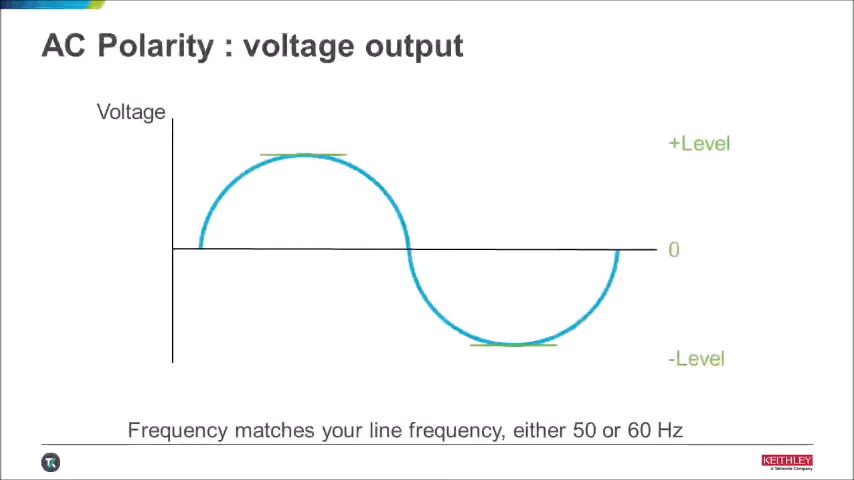 AC Polarity : voltage output
Voltage
+Level
0
-Level
Frequency matches your line frequency, either 50 or 60 Hz
KEITHLEY
A Tektronix Company